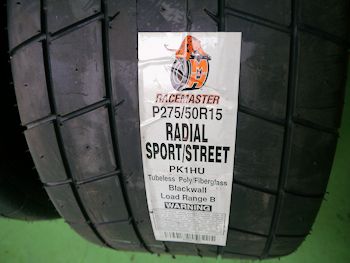 RACEMASTER
P275/50R15
RADIAL
SPORT/STREET
PK1HU
Tubeless Poly/Fiberglass
Blackwall
Load Range B
WARNING